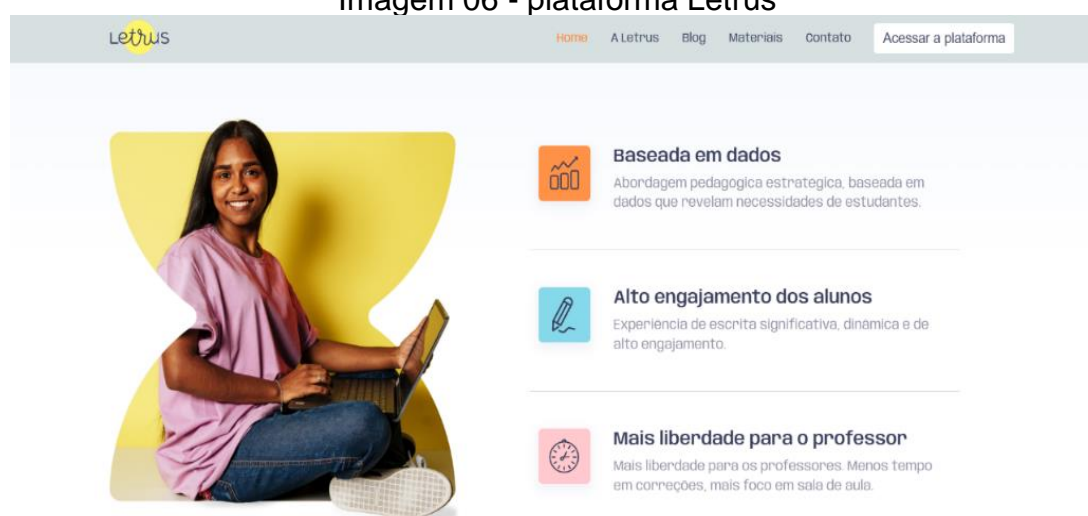 Imagem 06 - plataforma Letrus
Letrus
Home A Letrus Blog Materiais Contato Acessar a plataforma
Baseada em dados
Abordagem pedagógica estratégica, baseada em
dados que revelam necessidades de estudantes.
Alto engajamento dos alunos
Experiência de escrita significativa, dinâmica e de
alto engajamento.
Mais liberdade para o professor
Mais liberdade para os professores. Menos tempo
em correções, mais foco em sala de aula.